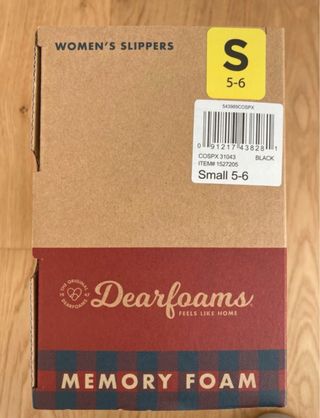 WOMEN'S SLIPPERS
S
5-6
543989COSPX
0 91217 43828 1
COSPX 31043 BLACK
ITEM# 1527205
Small 5-6
THE ORIGINAL
DEARFOAMS
Dearfoams
FEELS LIKE HOME
MEMORY FOAM